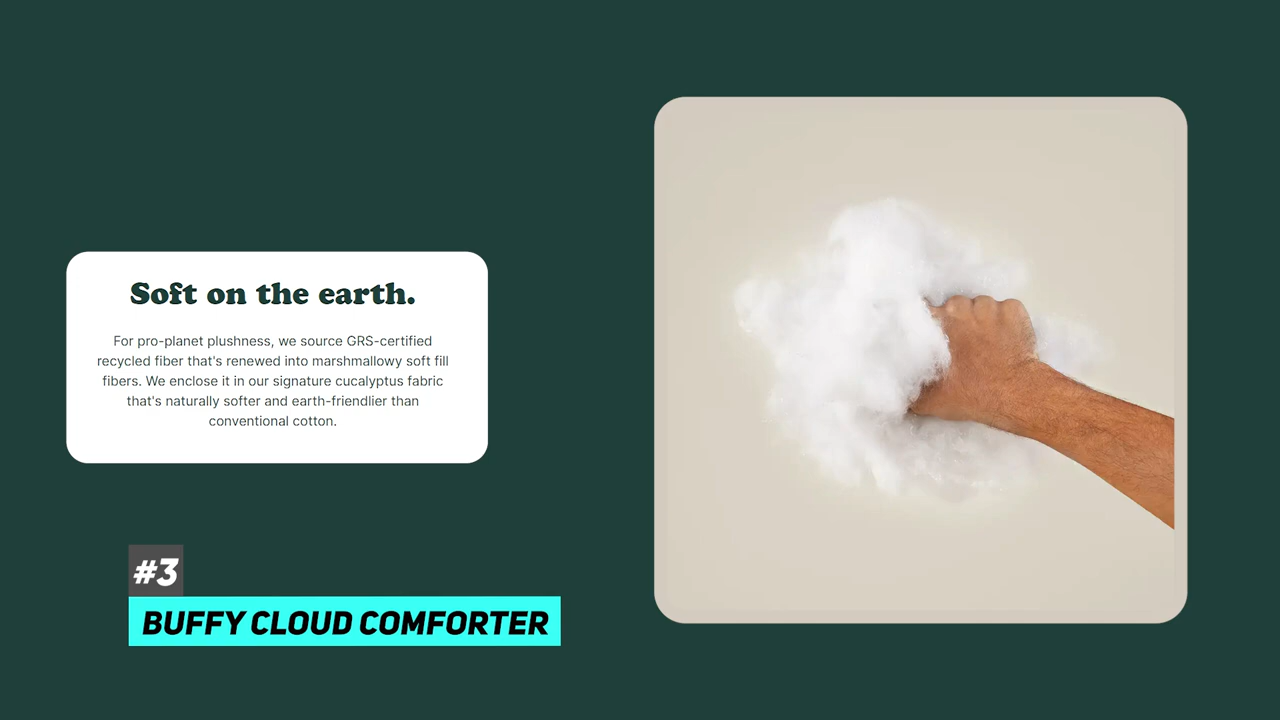 Soft on the earth.
For pro-planet plushness, we source GRS-certified
recycled fiber that's renewed into marshmallowy soft fill
fibers. We enclose it in our signature eucalyptus fabric
that's naturally softer and earth-friendlier than
conventional cotton.
#3
BUFFY CLOUD COMFORTER